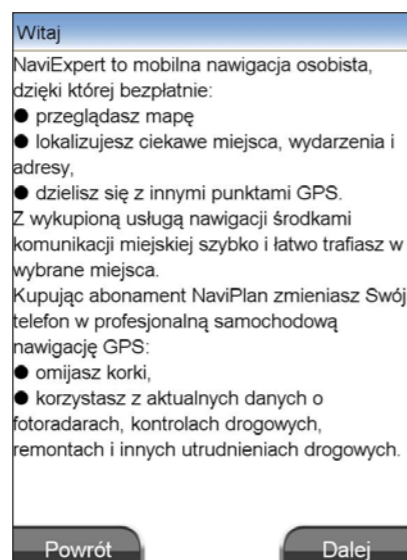 Witaj
NaviExpert to mobilna nawigacja osobista,
dzięki której bezpłatnie:
● przeglądasz mapę
● lokalizujesz ciekawe miejsca, wydarzenia i
adresy,
● dzielisz się z innymi punktami GPS.
Z wykupioną usługą nawigacji środkami
komunikacji miejskiej szybko i łatwo trafiasz w
wybrane miejsca.
Kupując abonament NaviPlan zmieniasz Swój
telefon w profesjonalną samochodową
nawigację GPS:
● omijasz korki,
● korzystasz z aktualnych danych o
fotoradarach, kontrolach drogowych,
remontach i innych utrudnieniach drogowych.
Powrót
Dalej